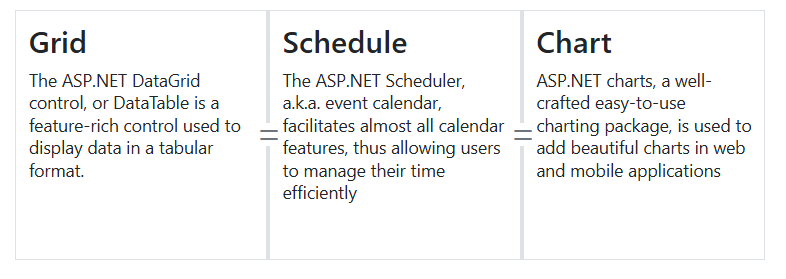 Grid
The ASP.NET DataGrid
control, or DataTable is a
feature-rich control used to
display data in a tabular
format.
Schedule
The ASP.NET Scheduler,
a.k.a. event calendar,
facilitates almost all calendar
features, thus allowing users
to manage their time
efficiently
Chart
ASP.NET charts, a well-
crafted easy-to-use
charting package, is used to
add beautiful charts in web
and mobile applications